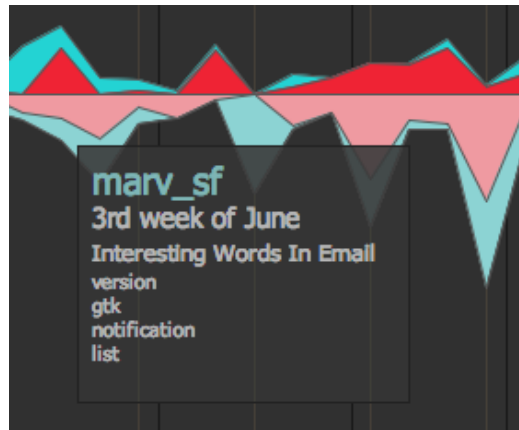 marv_sf
3rd week of June
Interesting Words In Email
version
gtk
notification
list